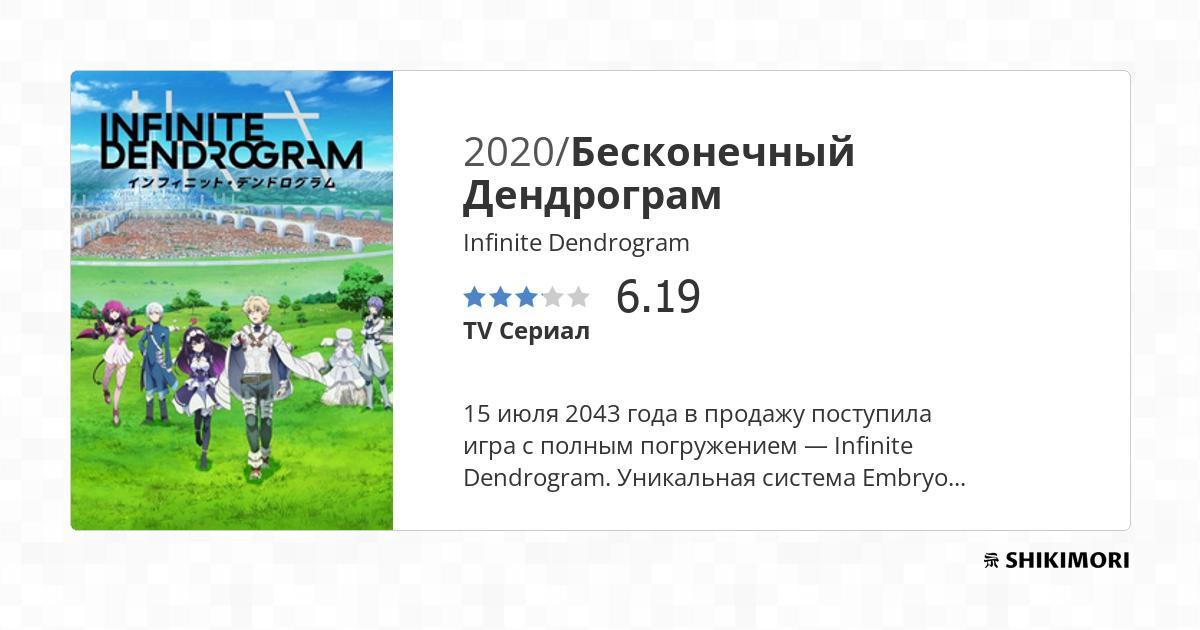 INFINITE
DENDROGRAM
インフィニット・デンドログラム
2020/Бесконечный
Дендрограм
Infinite Dendrogram
6.19
TV Сериал
15 июля 2043 года в продажу поступила
игра с полным погружением — Infinite
Dendrogram. Уникальная система Embryo...
SHIKIMORI